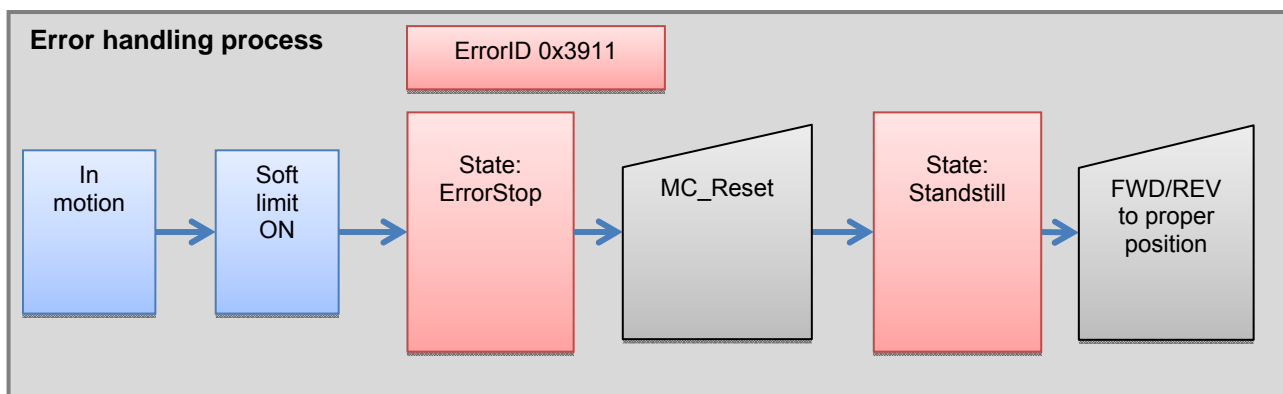 Error handling process
ErrorID 0x3911
In
motion
Soft
limit
ON
State:
ErrorStop
MC_Reset
State:
Standstill
FWD/REV
to proper
position